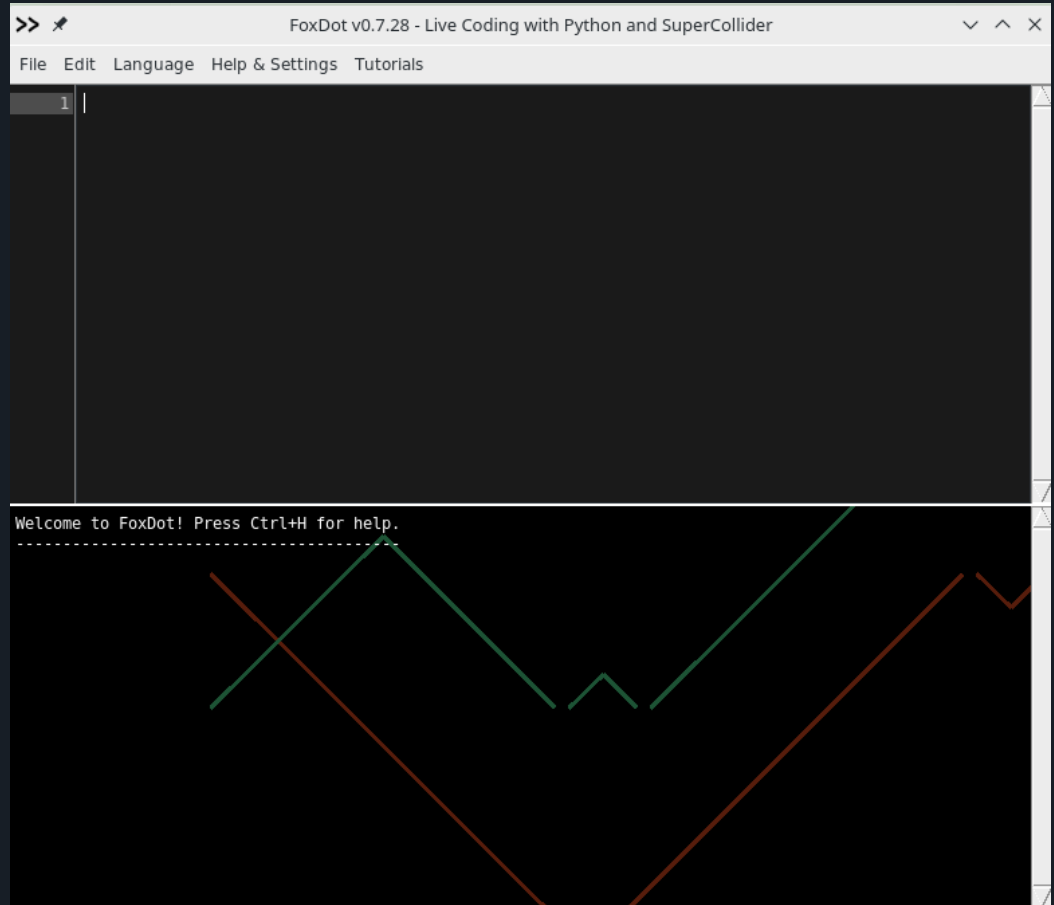 FoxDot v0.7.28 - Live Coding with Python and SuperCollider
File Edit Language Help & Settings Tutorials
1
Welcome to FoxDot! Press Ctrl+H for help.
-----------------------------------------